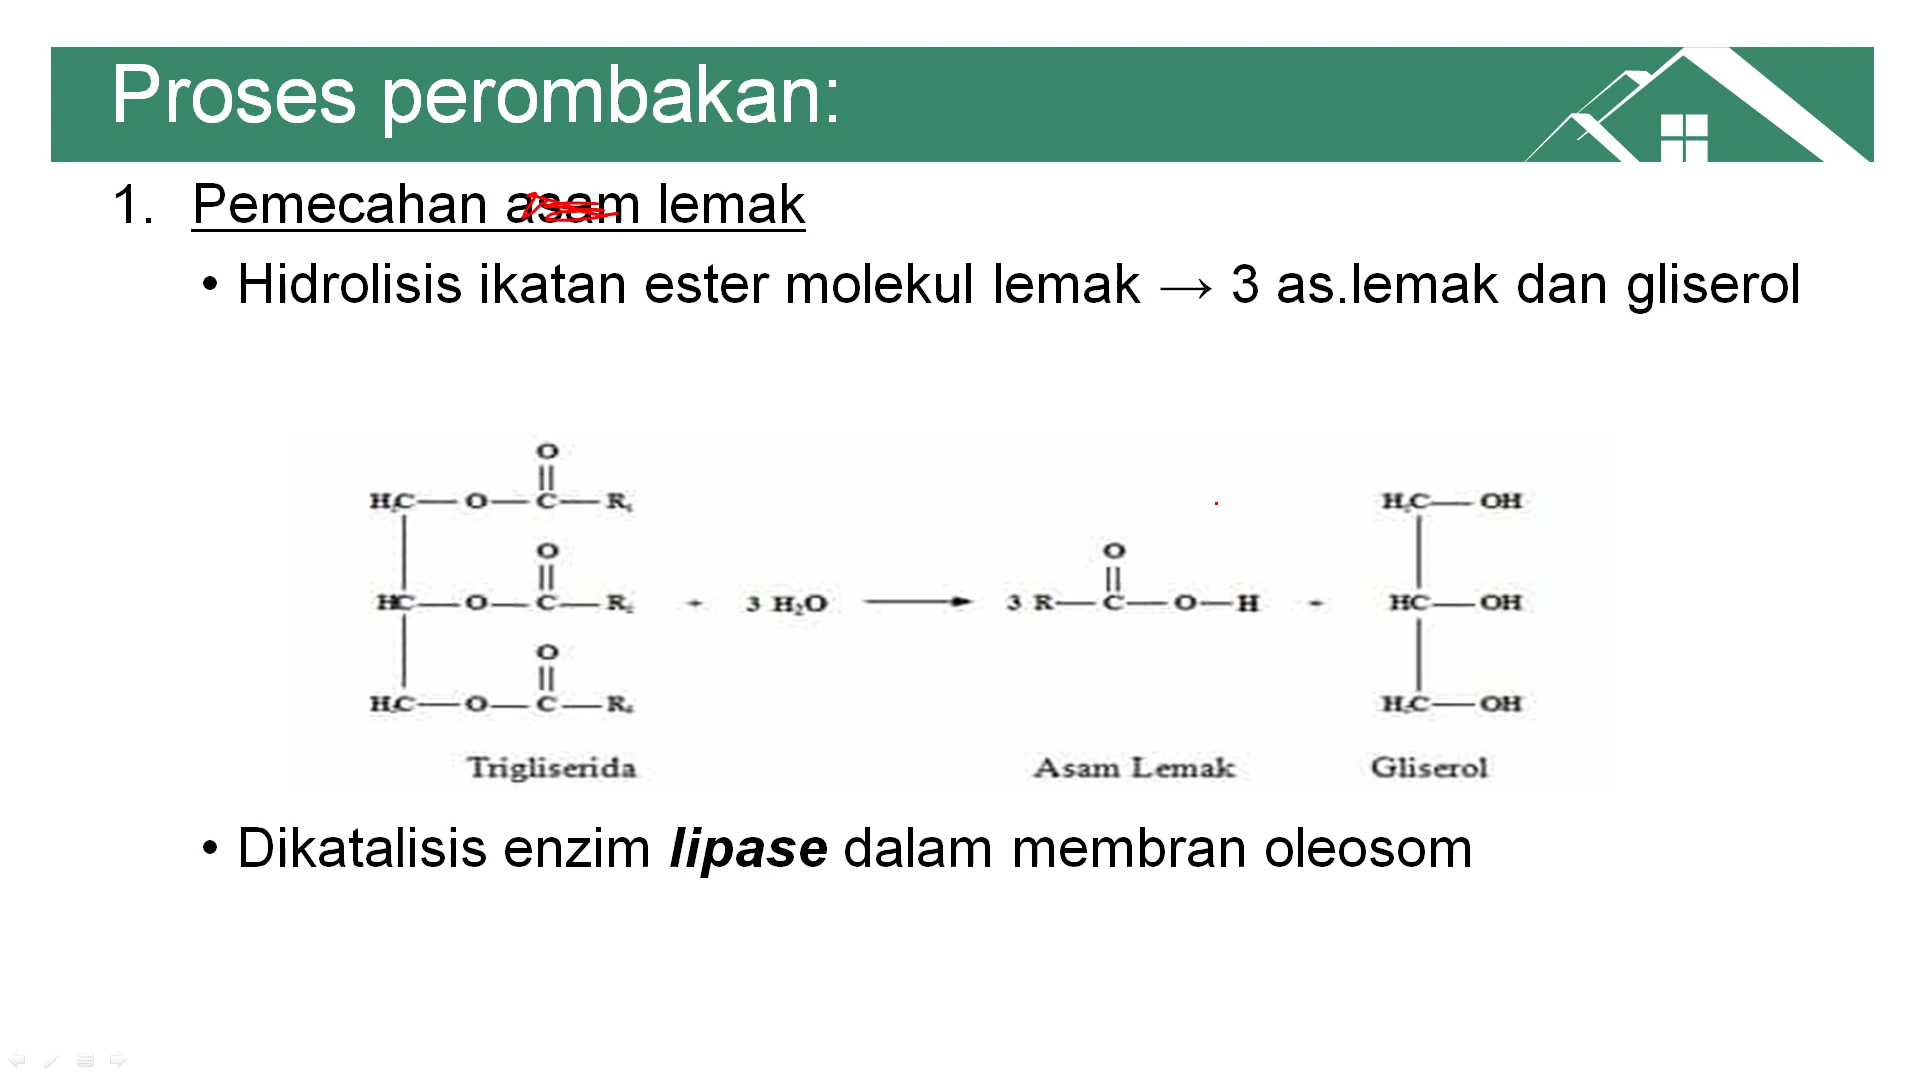 Proses perombakan:
1. Pemecahan asam lemak
• Hidrolisis ikatan ester molekul lemak → 3 as.lemak dan gliserol
O
H₂C—O—C—R₁
O
HC—O—C—R₂ + 3 H₂O
O
H₂C—O—C—R₃
Trigliserida
O
3 R—C—O—H +
Asam Lemak
H₂C—OH
HC—OH
H₂C—OH
Gliserol
• Dikatalisis enzim lipase dalam membran oleosom